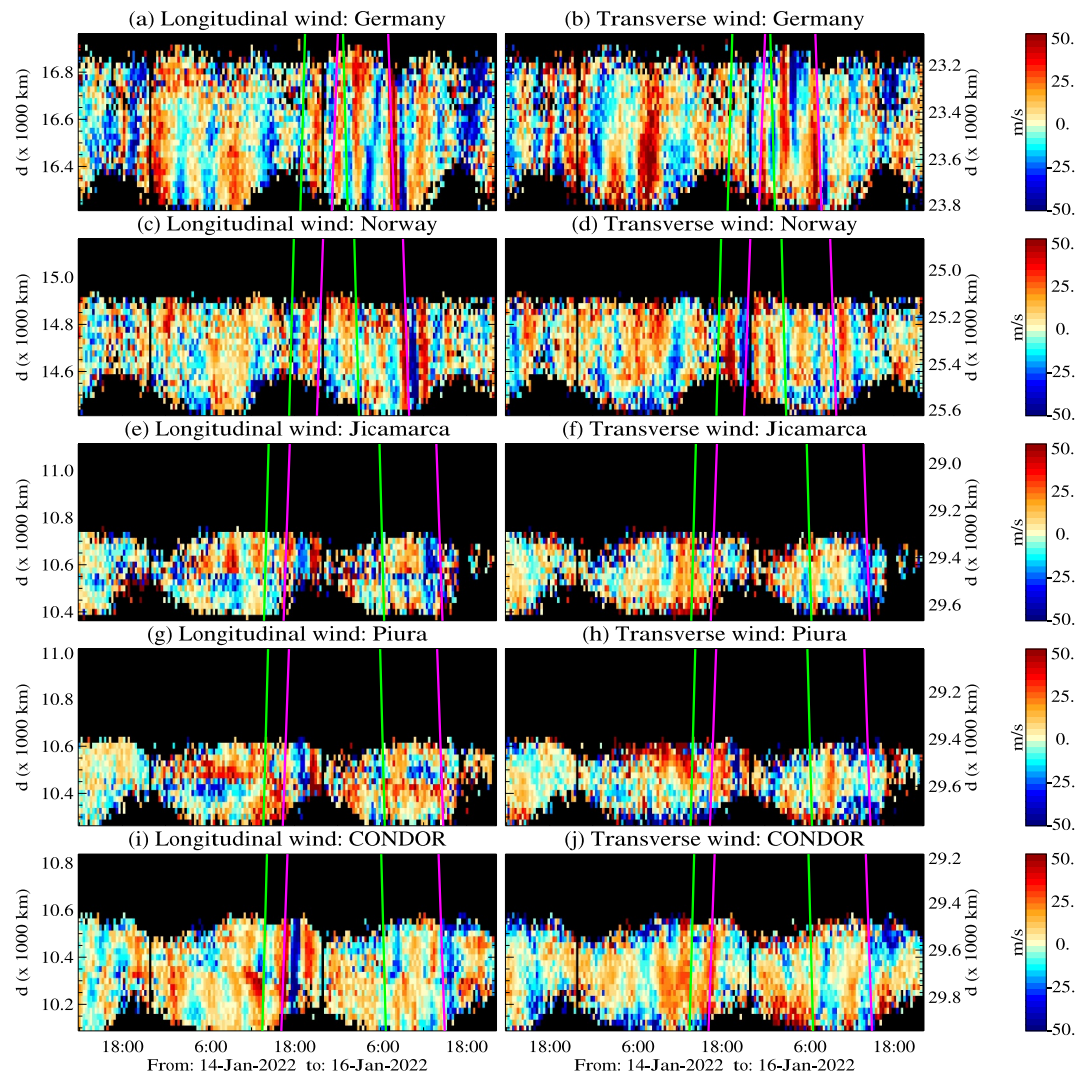 (a) Longitudinal wind: Germany (b) Transverse wind: Germany
d (x 1000 km) 16.8 16.6 16.4 23.2 23.4 23.6 23.8 d (x 1000 km) m/s 50. 25. 0. -25. -50.
(c) Longitudinal wind: Norway (d) Transverse wind: Norway
d (x 1000 km) 15.0 14.8 14.6 25.0 25.2 25.4 25.6 d (x 1000 km) m/s 50. 25. 0. -25. -50.
(e) Longitudinal wind: Jicamarca (f) Transverse wind: Jicamarca
d (x 1000 km) 11.0 10.8 10.6 10.4 29.0 29.2 29.4 29.6 d (x 1000 km) m/s 50. 25. 0. -25. -50.
(g) Longitudinal wind: Piura (h) Transverse wind: Piura
d (x 1000 km) 11.0 10.8 10.6 10.4 29.2 29.4 29.6 d (x 1000 km) m/s 50. 25. 0. -25. -50.
(i) Longitudinal wind: CONDOR (j) Transverse wind: CONDOR
d (x 1000 km) 10.8 10.6 10.4 10.2 29.2 29.4 29.6 29.8 d (x 1000 km) m/s 50. 25. 0. -25. -50.
18:00 6:00 18:00 6:00 18:00 18:00 6:00 18:00 6:00 18:00
From: 14-Jan-2022 to: 16-Jan-2022 From: 14-Jan-2022 to: 16-Jan-2022